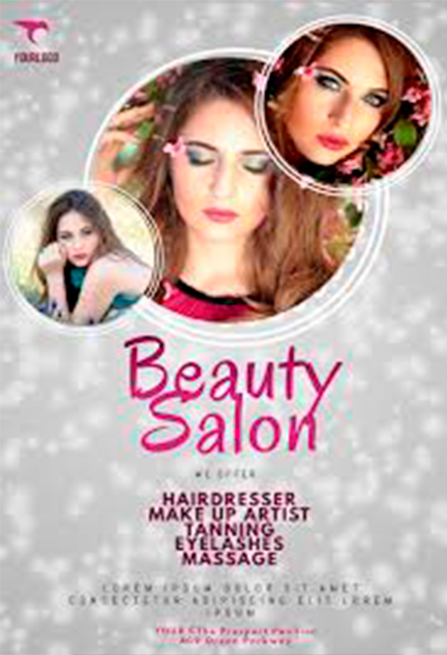 YOURLOGO
Beauty
Salon
WE OFFER
HAIRDRESSER
MAKE UP ARTIST
TANNING
EYELASHES
MASSAGE
LOREM IPSUM DOLOR SIT AMET
CONSECTETUR ADIPISCING ELIT LOREM
IPSUM